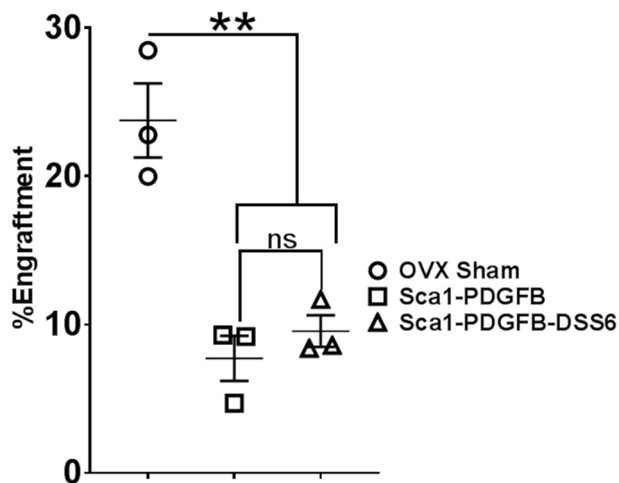 30
**
20
%Engraftment
ns
OVX Sham
Sca1-PDGFB
10
Sca1-PDGFB-DSS6
0